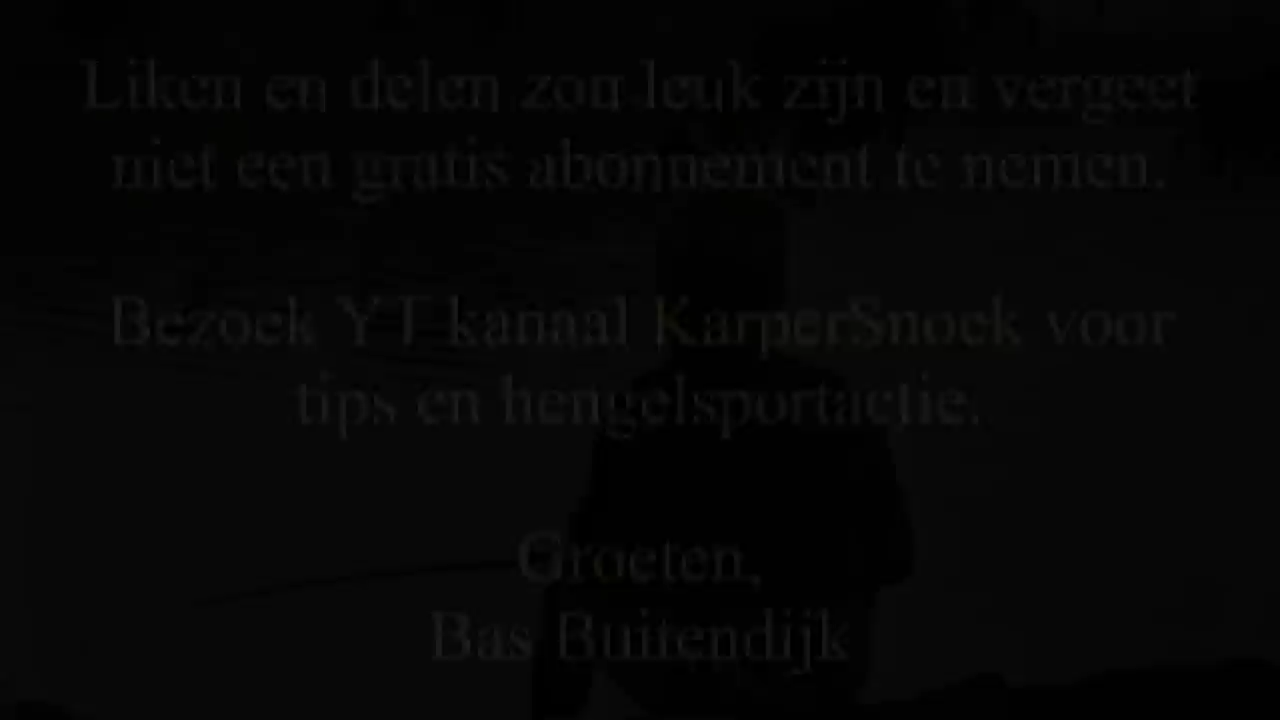 Liken en delen zou leuk zijn en vergeet
niet een gratis abonnement te nemen.
Bezoek YT kanaal KarperSnoek voor
tips en hengelsportactie.
Groeten,
Bas Buitendijk